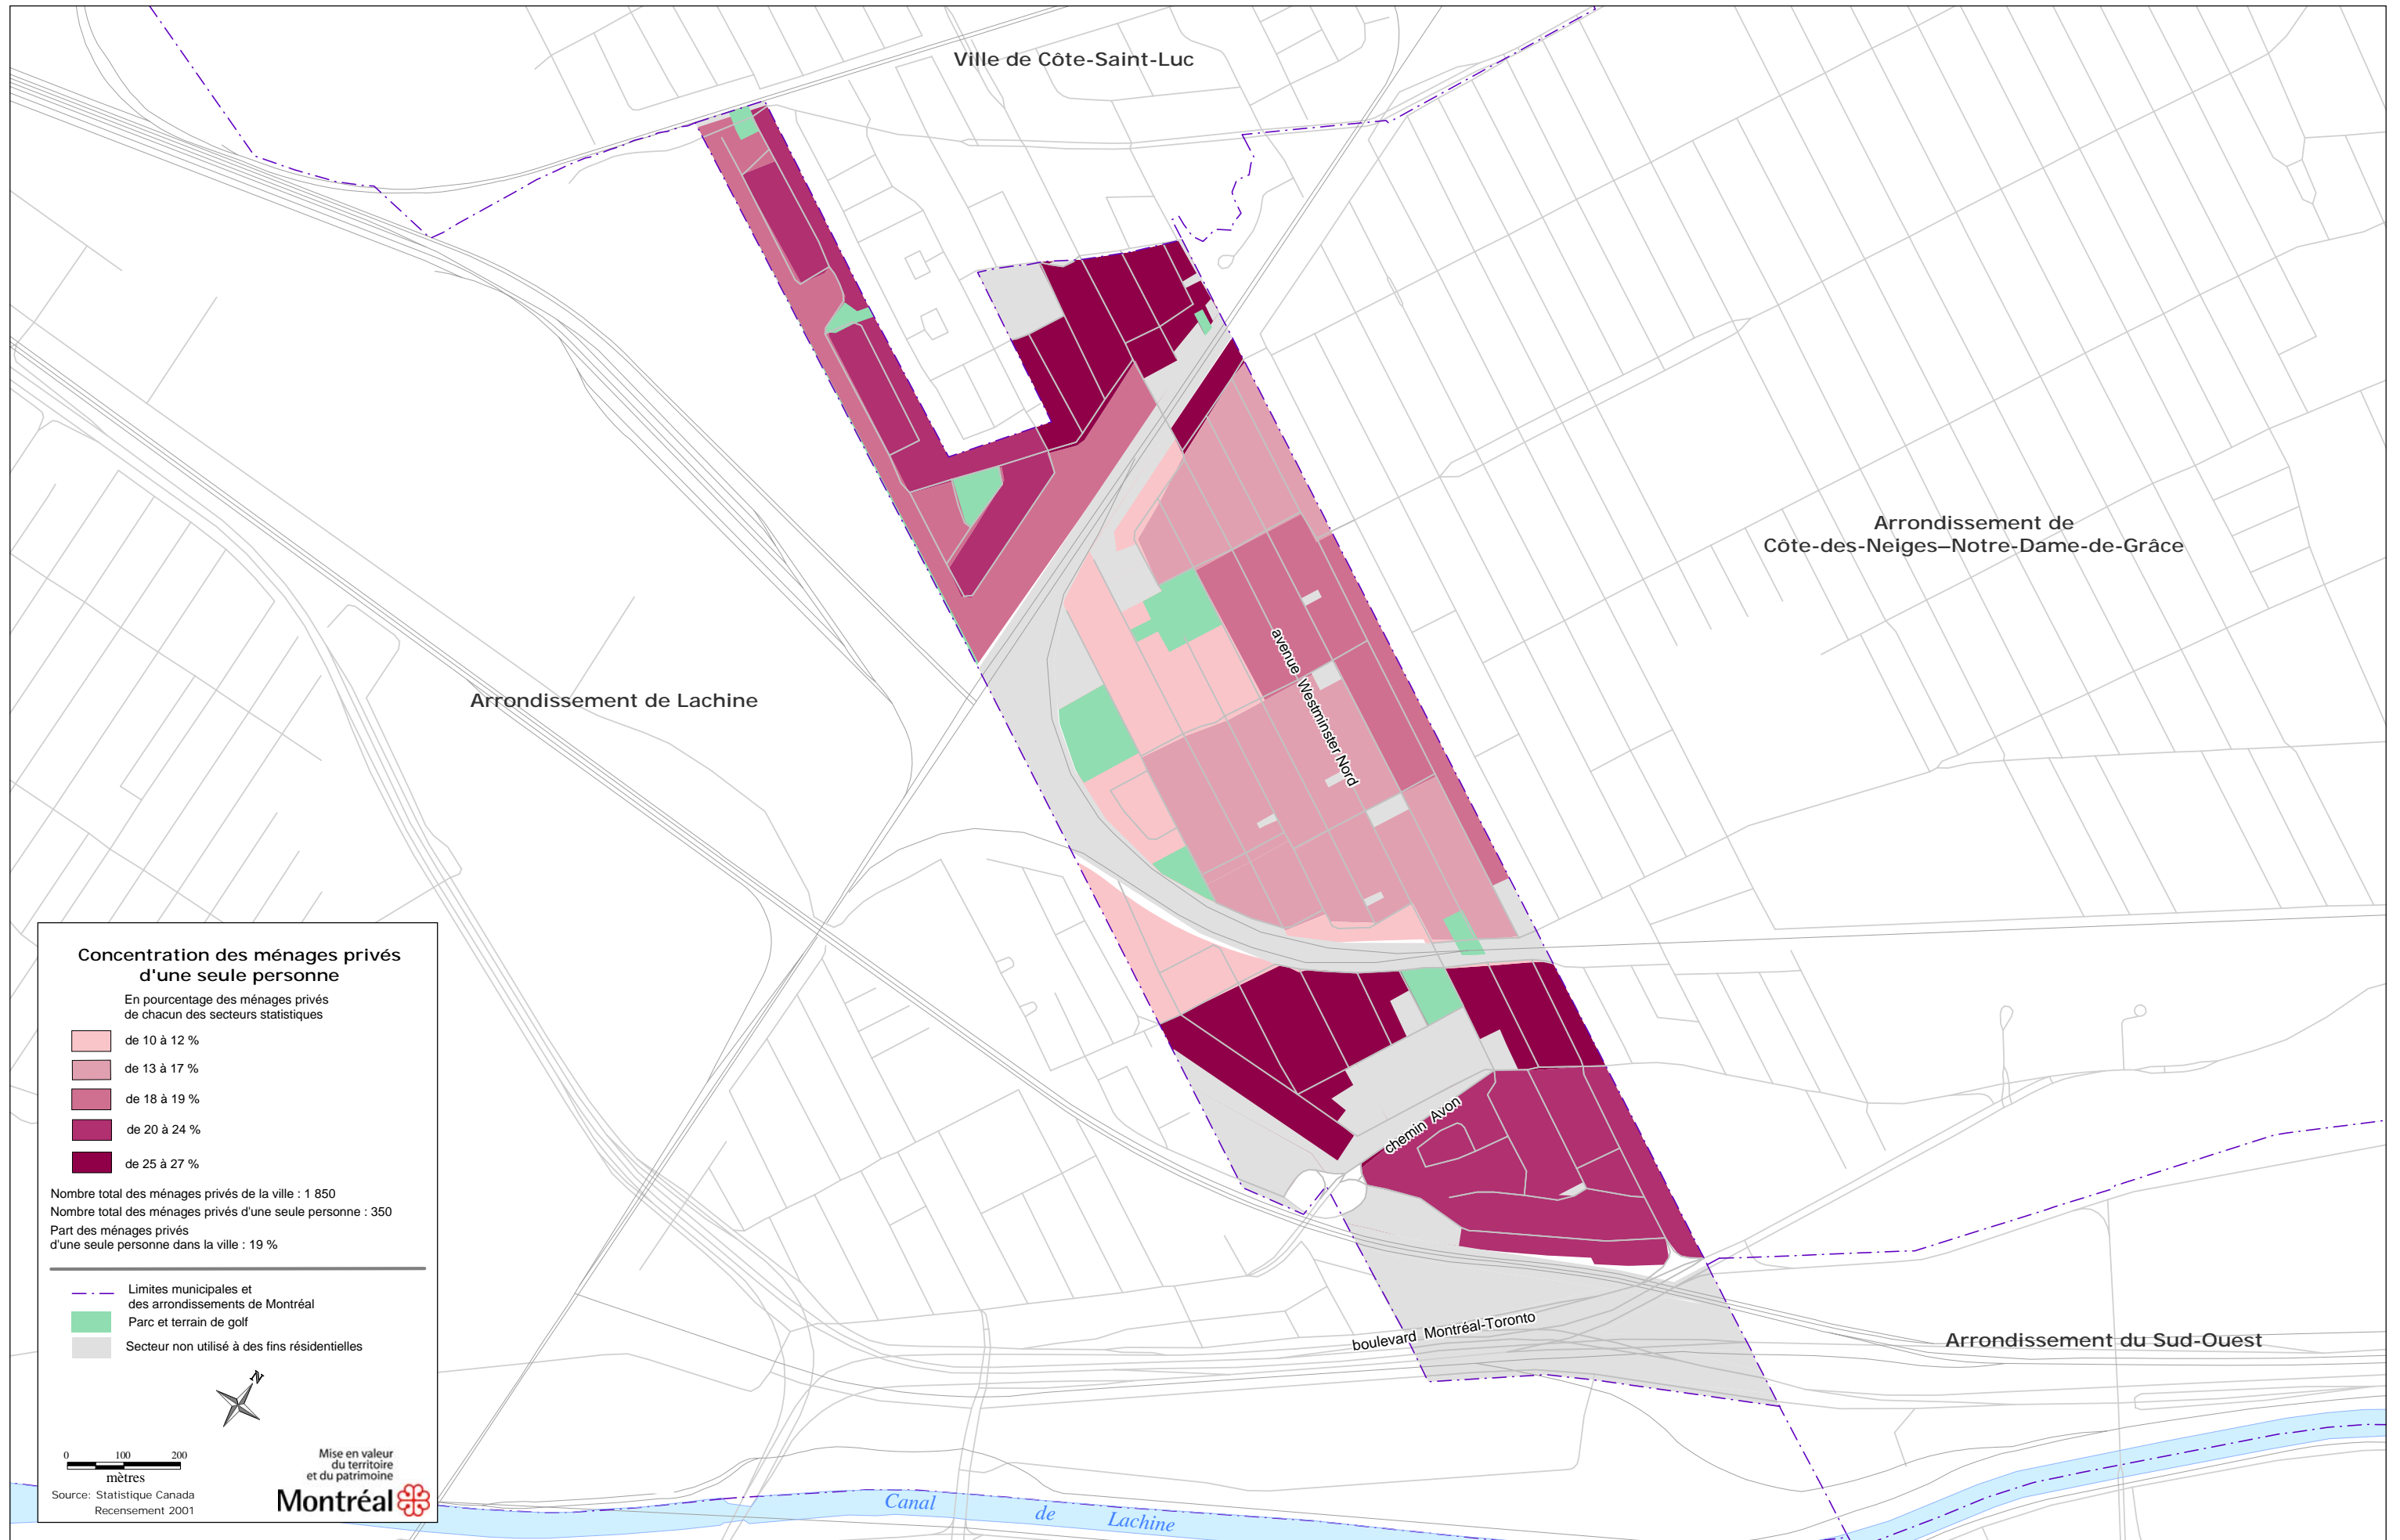 Ville de Côte-Saint-Luc
Arrondissement de
Côte-des-Neiges–Notre-Dame-de-Grâce
Arrondissement de Lachine
avenue Westminster Nord
chemin Avon
boulevard Montréal-Toronto
Arrondissement du Sud-Ouest
Canal de Lachine
Concentration des ménages privés
d'une seule personne
En pourcentage des ménages privés
de chacun des secteurs statistiques
de 10 à 12 %
de 13 à 17 %
de 18 à 19 %
de 20 à 24 %
de 25 à 27 %
Nombre total des ménages privés de la ville : 1 850
Nombre total des ménages privés d'une seule personne : 350
Part des ménages privés
d'une seule personne dans la ville : 19 %
Limites municipales et
des arrondissements de Montréal
Parc et terrain de golf
Secteur non utilisé à des fins résidentielles
N
0 100 200
mètres
Source: Statistique Canada
Recensement 2001
Mise en valeur
du territoire
et du patrimoine
Montréal